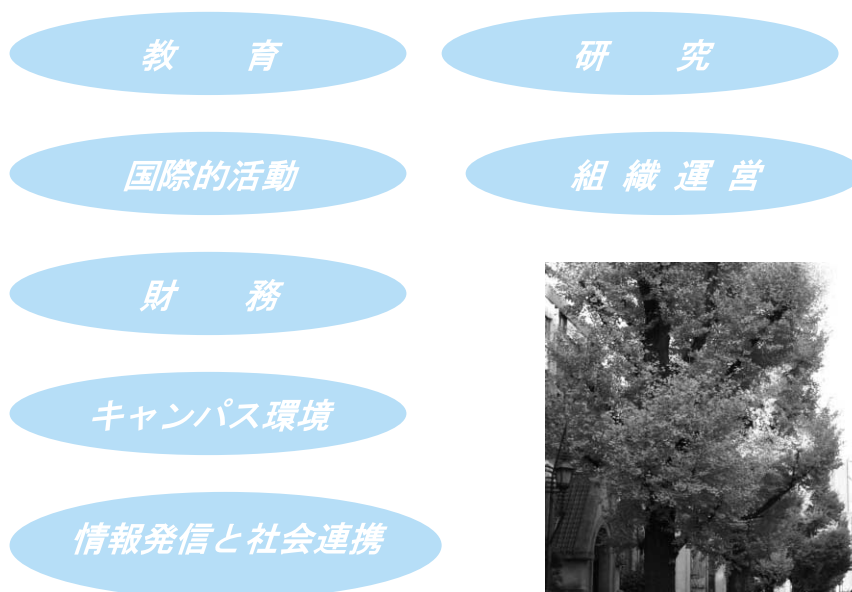 教　　育
研　　究
国際的活動
組 織 運 営
財　　務
キャンパス環境
情報発信と社会連携